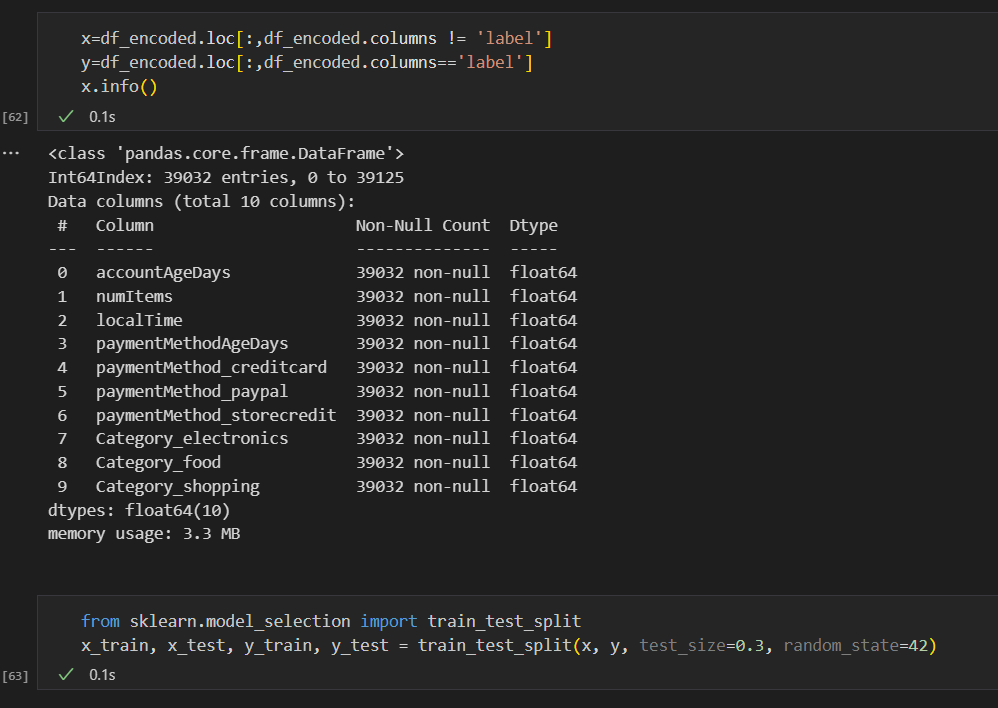 x=df_encoded.loc[:,df_encoded.columns != 'label']
y=df_encoded.loc[:,df_encoded.columns=='label']
x.info()
[62] ✓ 0.1s
... <class 'pandas.core.frame.DataFrame'>
Int64Index: 39032 entries, 0 to 39125
Data columns (total 10 columns):
 #   Column                     Non-Null Count  Dtype
---  ------                     --------------  -----
 0   accountAgeDays             39032 non-null  float64
 1   numItems                   39032 non-null  float64
 2   localTime                  39032 non-null  float64
 3   paymentMethodAgeDays       39032 non-null  float64
 4   paymentMethod_creditcard   39032 non-null  float64
 5   paymentMethod_paypal       39032 non-null  float64
 6   paymentMethod_storecredit  39032 non-null  float64
 7   Category_electronics       39032 non-null  float64
 8   Category_food              39032 non-null  float64
 9   Category_shopping          39032 non-null  float64
dtypes: float64(10)
memory usage: 3.3 MB
from sklearn.model_selection import train_test_split
x_train, x_test, y_train, y_test = train_test_split(x, y, test_size=0.3, random_state=42)
[63] ✓ 0.1s